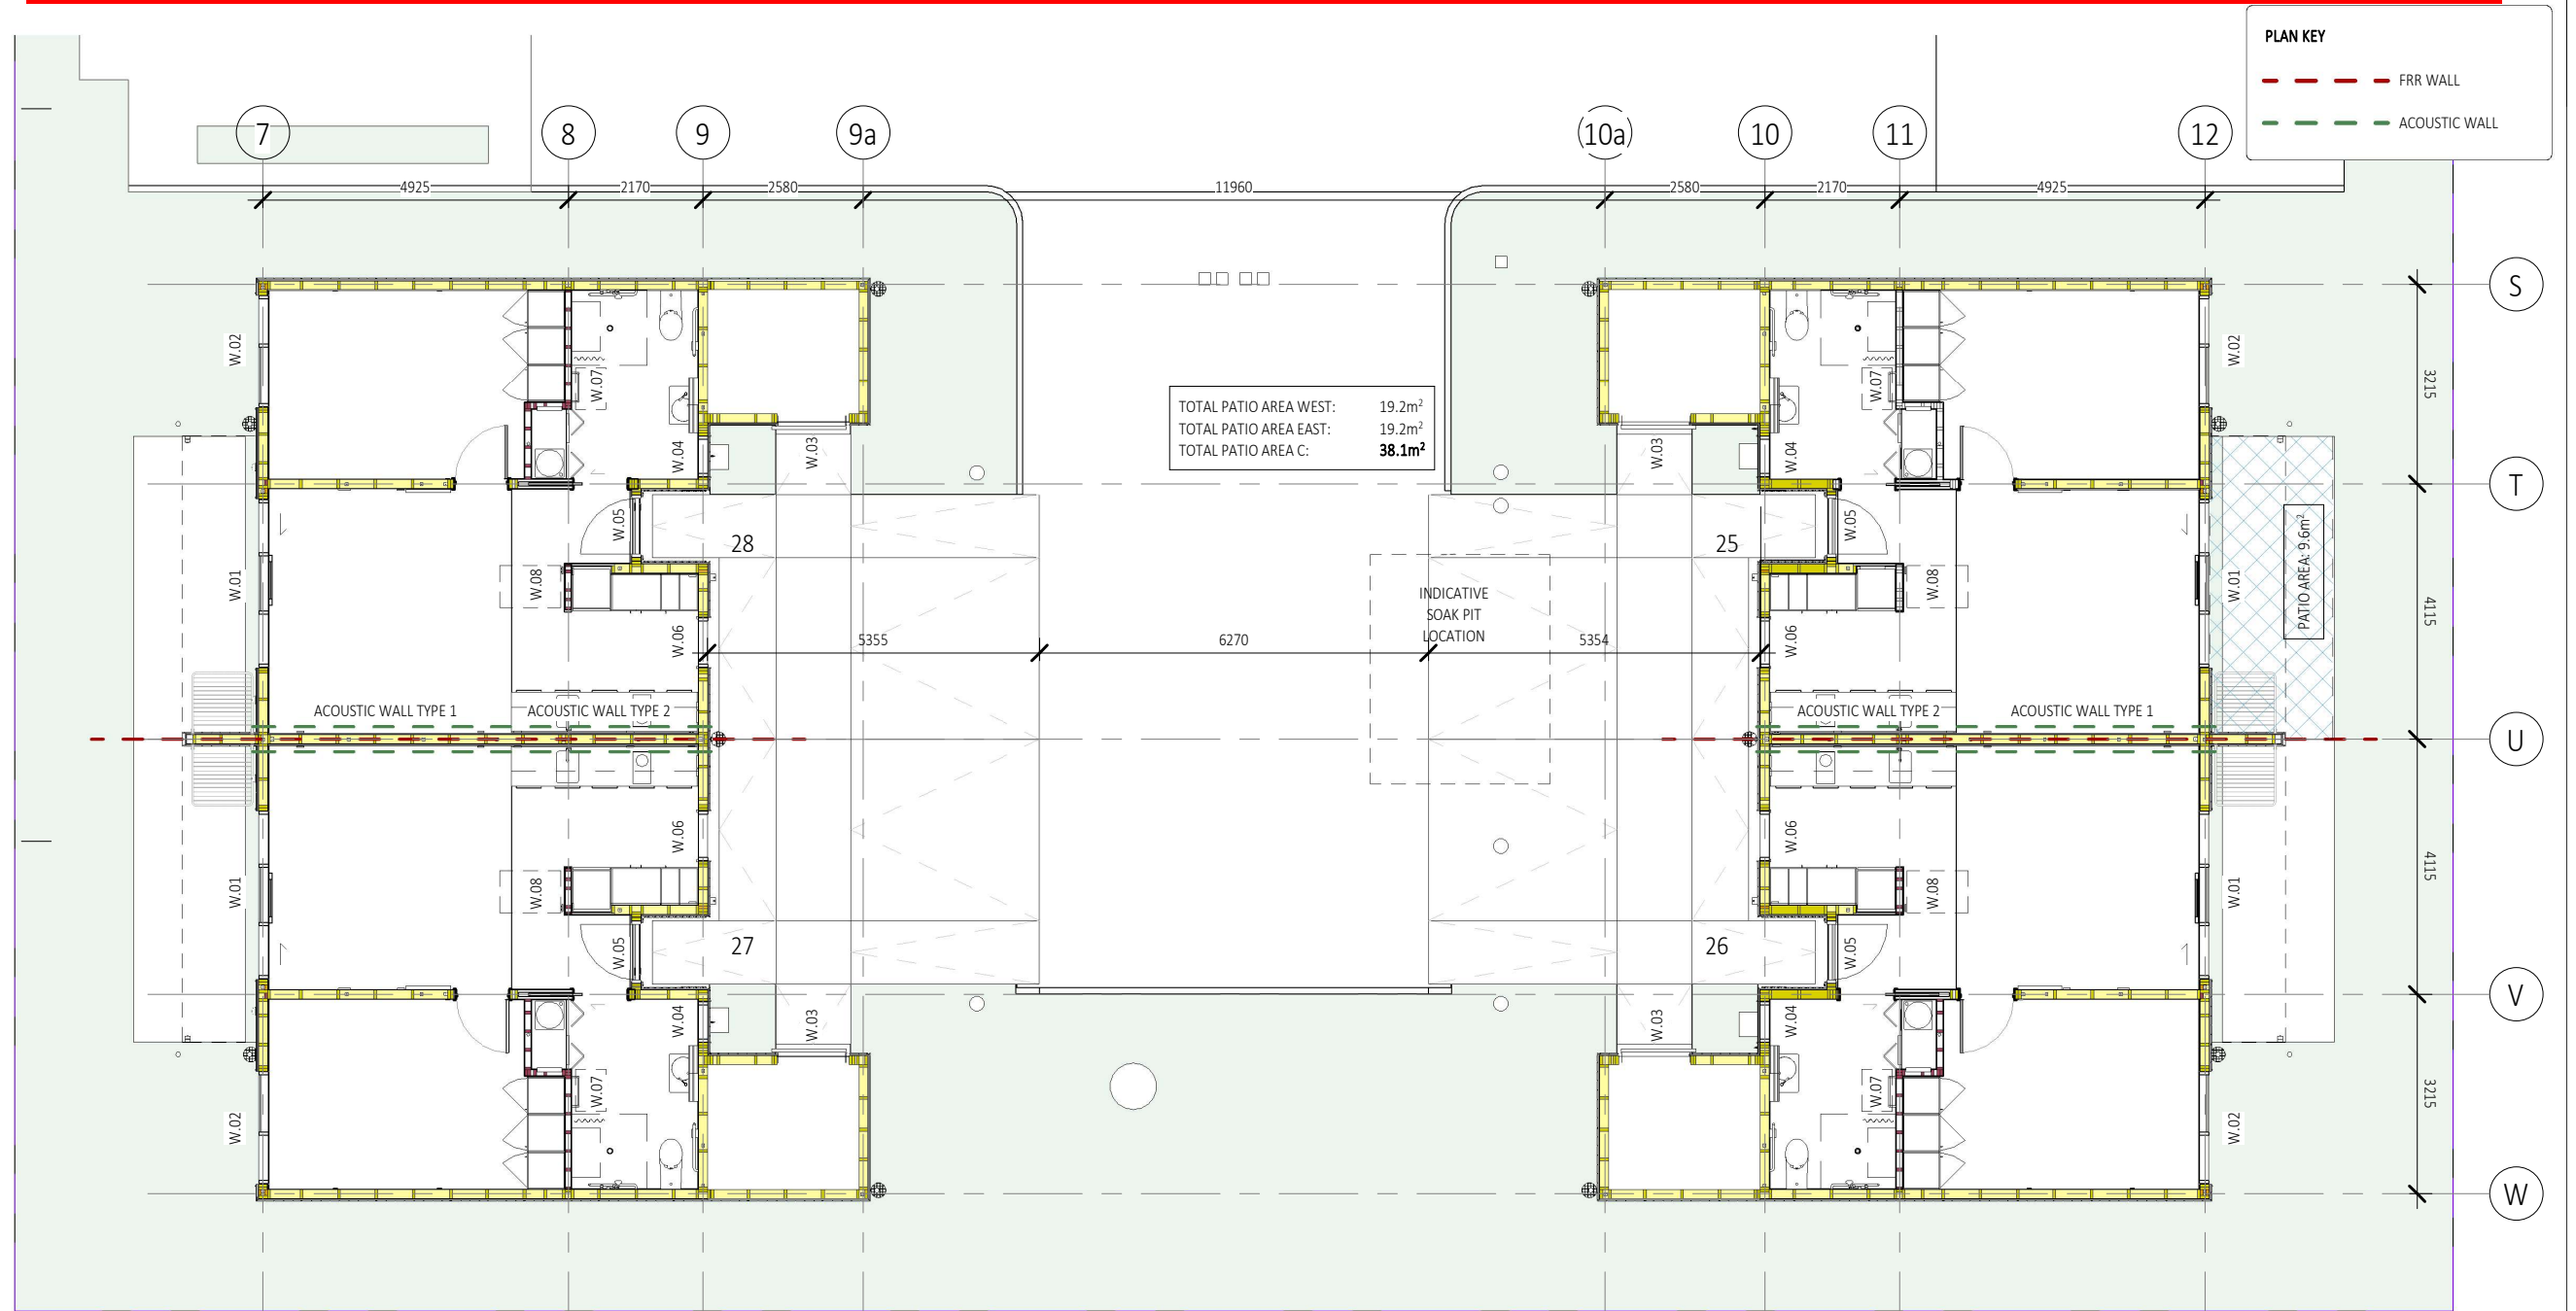 PLAN KEY
FRR WALL
ACOUSTIC WALL
7
8
9
9a
10a
10
11
12
4925
2170
2580
11960
2580
2170
4925
S
W.02
W.07
W.04
W.03
TOTAL PATIO AREA WEST: 19.2m²
TOTAL PATIO AREA EAST: 19.2m²
TOTAL PATIO AREA C: 38.1m²
W.03
W.04
W.07
W.02
3215
T
W.05
28
25
W.05
PATIO AREA: 9.6m²
W.01
W.08
W.06
5355
6270
INDICATIVE
SOAK PIT
LOCATION
5354
W.06
W.08
W.01
4115
ACOUSTIC WALL TYPE 1
ACOUSTIC WALL TYPE 2
ACOUSTIC WALL TYPE 2
ACOUSTIC WALL TYPE 1
U
W.01
W.08
W.06
W.06
W.08
W.01
4115
W.05
27
26
W.05
V
W.02
W.07
W.04
W.03
W.03
W.04
W.07
W.02
3215
W